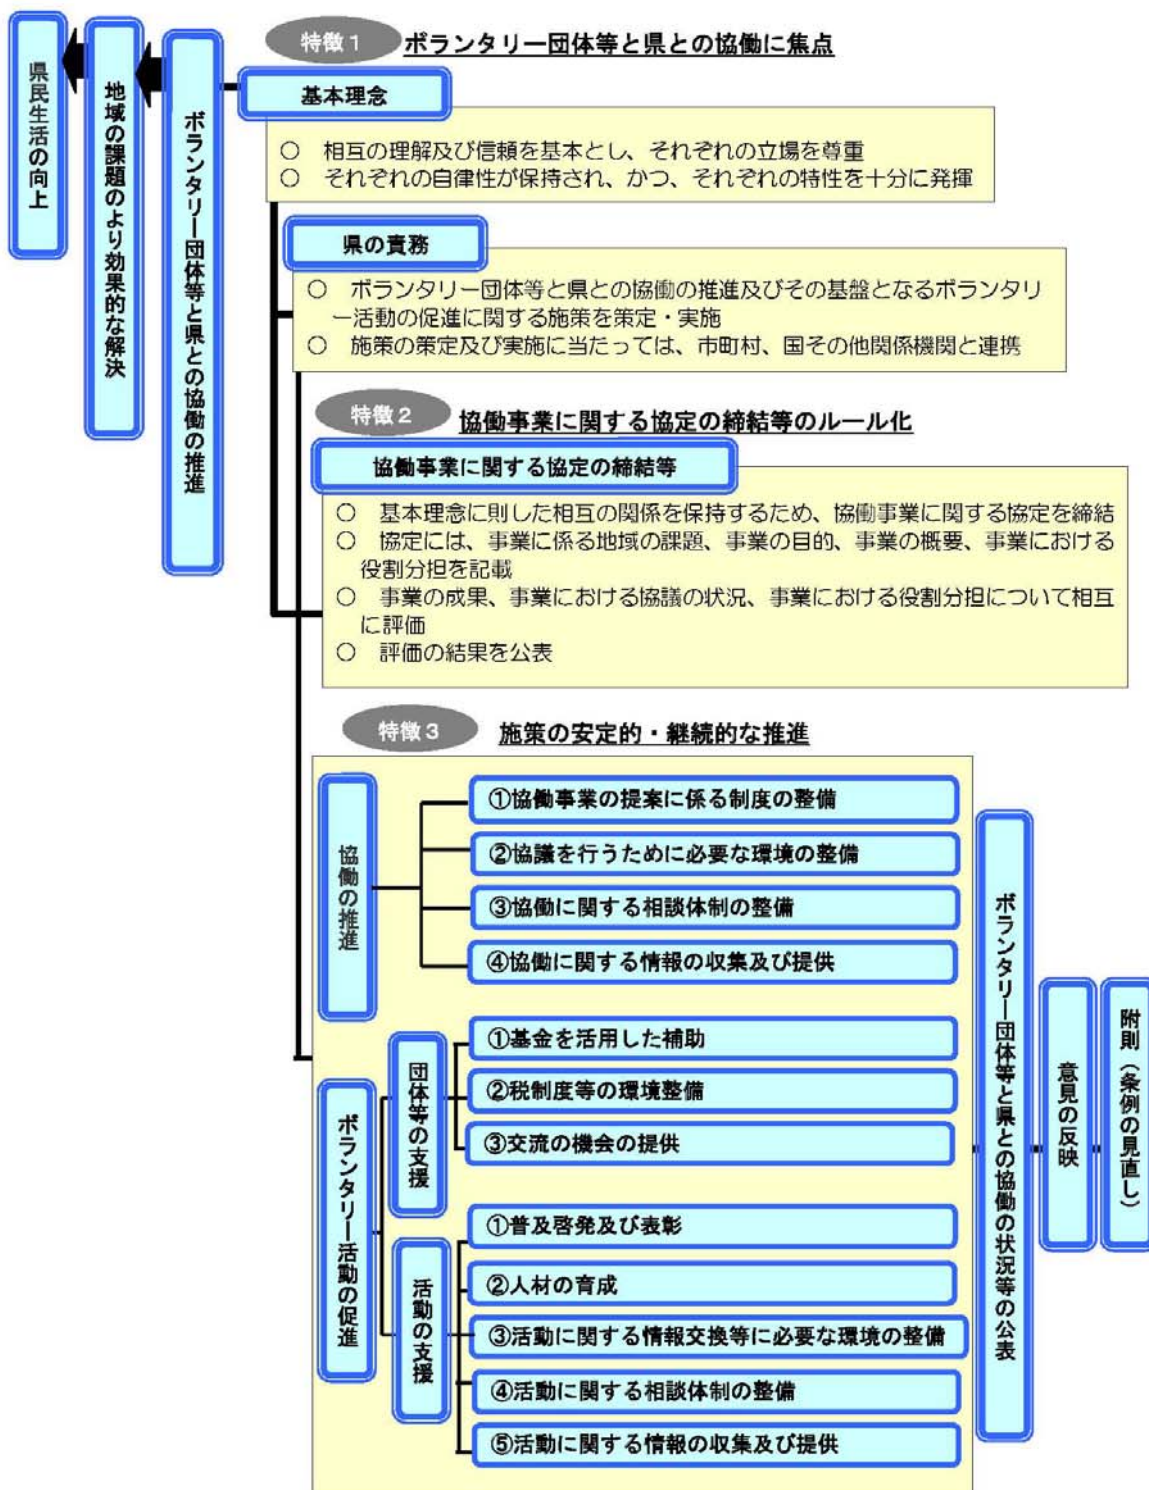 特徴１ ボランタリー団体等と県との協働に焦点
県民生活の向上
地域の課題のより効果的な解決
ボランタリー団体等と県との協働の推進
基本理念
○ 相互の理解及び信頼を基本とし、それぞれの立場を尊重
○ それぞれの自律性が保持され、かつ、それぞれの特性を十分に発揮
県の責務
○ ボランタリー団体等と県との協働の推進及びその基盤となるボランタリ
ー活動の促進に関する施策を策定・実施
○ 施策の策定及び実施に当たっては、市町村、国その他関係機関と連携
特徴２ 協働事業に関する協定の締結等のルール化
協働事業に関する協定の締結等
○ 基本理念に則した相互の関係を保持するため、協働事業に関する協定を締結
○ 協定には、事業に係る地域の課題、事業の目的、事業の概要、事業における
役割分担を記載
○ 事業の成果、事業における協議の状況、事業における役割分担について相互
に評価
○ 評価の結果を公表
特徴３ 施策の安定的・継続的な推進
協働の推進
①協働事業の提案に係る制度の整備
②協議を行うために必要な環境の整備
③協働に関する相談体制の整備
④協働に関する情報の収集及び提供
ボランタリー活動の促進
団体等の支援
①基金を活用した補助
②税制度等の環境整備
③交流の機会の提供
活動の支援
①普及啓発及び表彰
②人材の育成
③活動に関する情報交換等に必要な環境の整備
④活動に関する相談体制の整備
⑤活動に関する情報の収集及び提供
ボランタリー団体等と県との協働の状況等の公表
意見の反映
附則（条例の見直し）